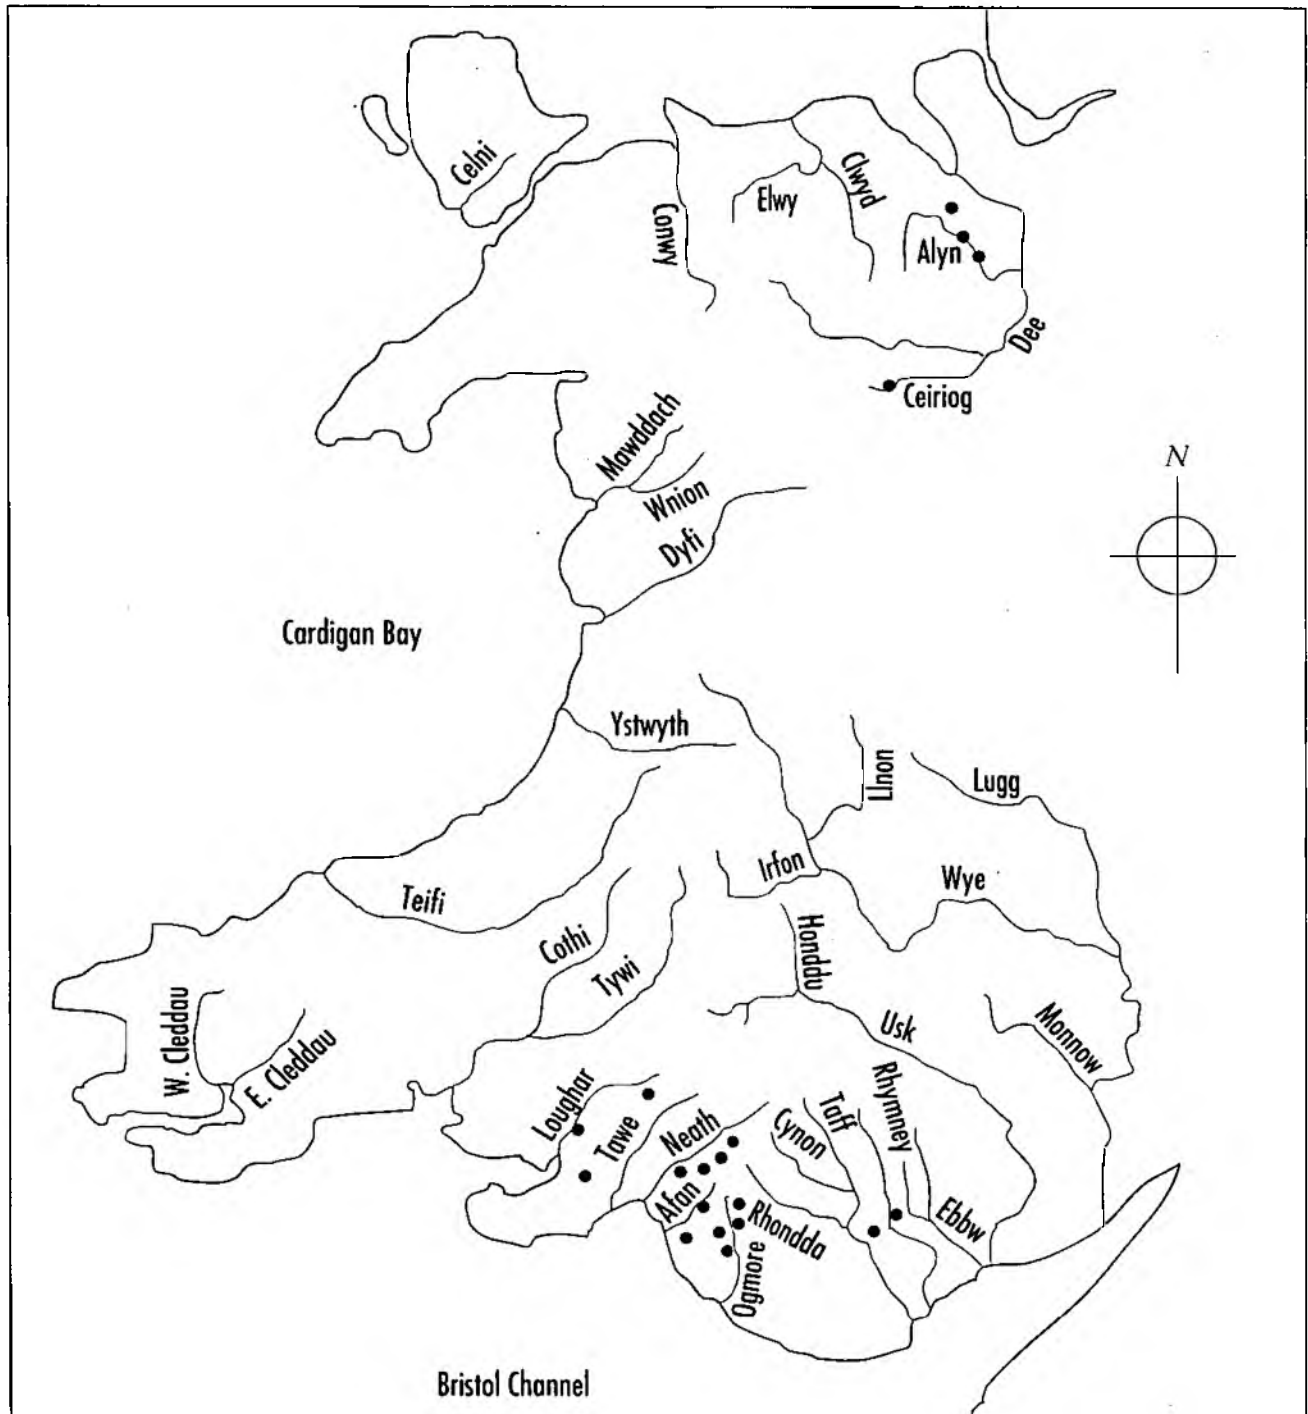 Celni
Conwy
Elwy
Clwyd
Alyn
Dee
Ceiriog
Mawddach
Wnion
Dyfi
N
Cardigan Bay
Ystwyth
Llnon
Lugg
Irfon
Wye
Teifi
Cothi
Tywi
Honddu
Usk
Monnow
W. Cleddau
E. Cleddau
Loughar
Tawe
Neath
Cynon
Taff
Rhymney
Afan
Rhondda
Ogmore
Ebbw
Bristol Channel